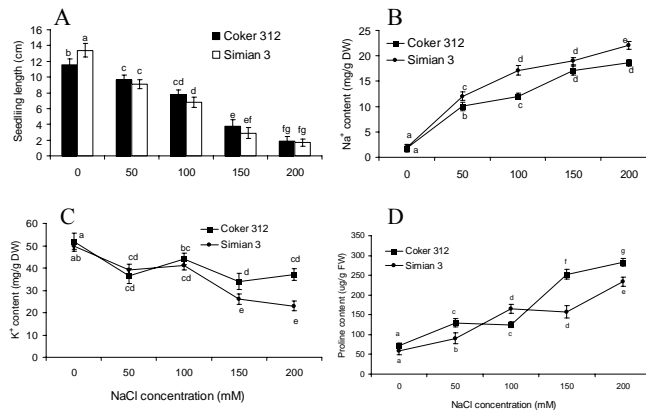 A
Coker 312
Simian 3
Seedliing length (cm)
16
14
12
10
8
6
4
2
0
b
a
c
c
cd
d
e
ef
fg
fg
0
50
100
150
200
B
Coker 312
Simian 3
Na⁺ content (mg/g DW)
25
20
15
10
5
0
a
a
c
b
d
c
d
d
e
d
0
50
100
150
200
C
Coker 312
Simian 3
K⁺ content (mg/g DW)
60
50
40
30
20
10
0
a
ab
cd
cd
bc
cd
d
e
cd
e
0
50
100
150
200
NaCl concentration (mM)
D
Coker 312
Simian 3
Proline content (ug/g FW)
350
300
250
200
150
100
50
0
a
a
c
b
d
c
f
d
g
e
0
50
100
150
200
NaCl concentration (mM)